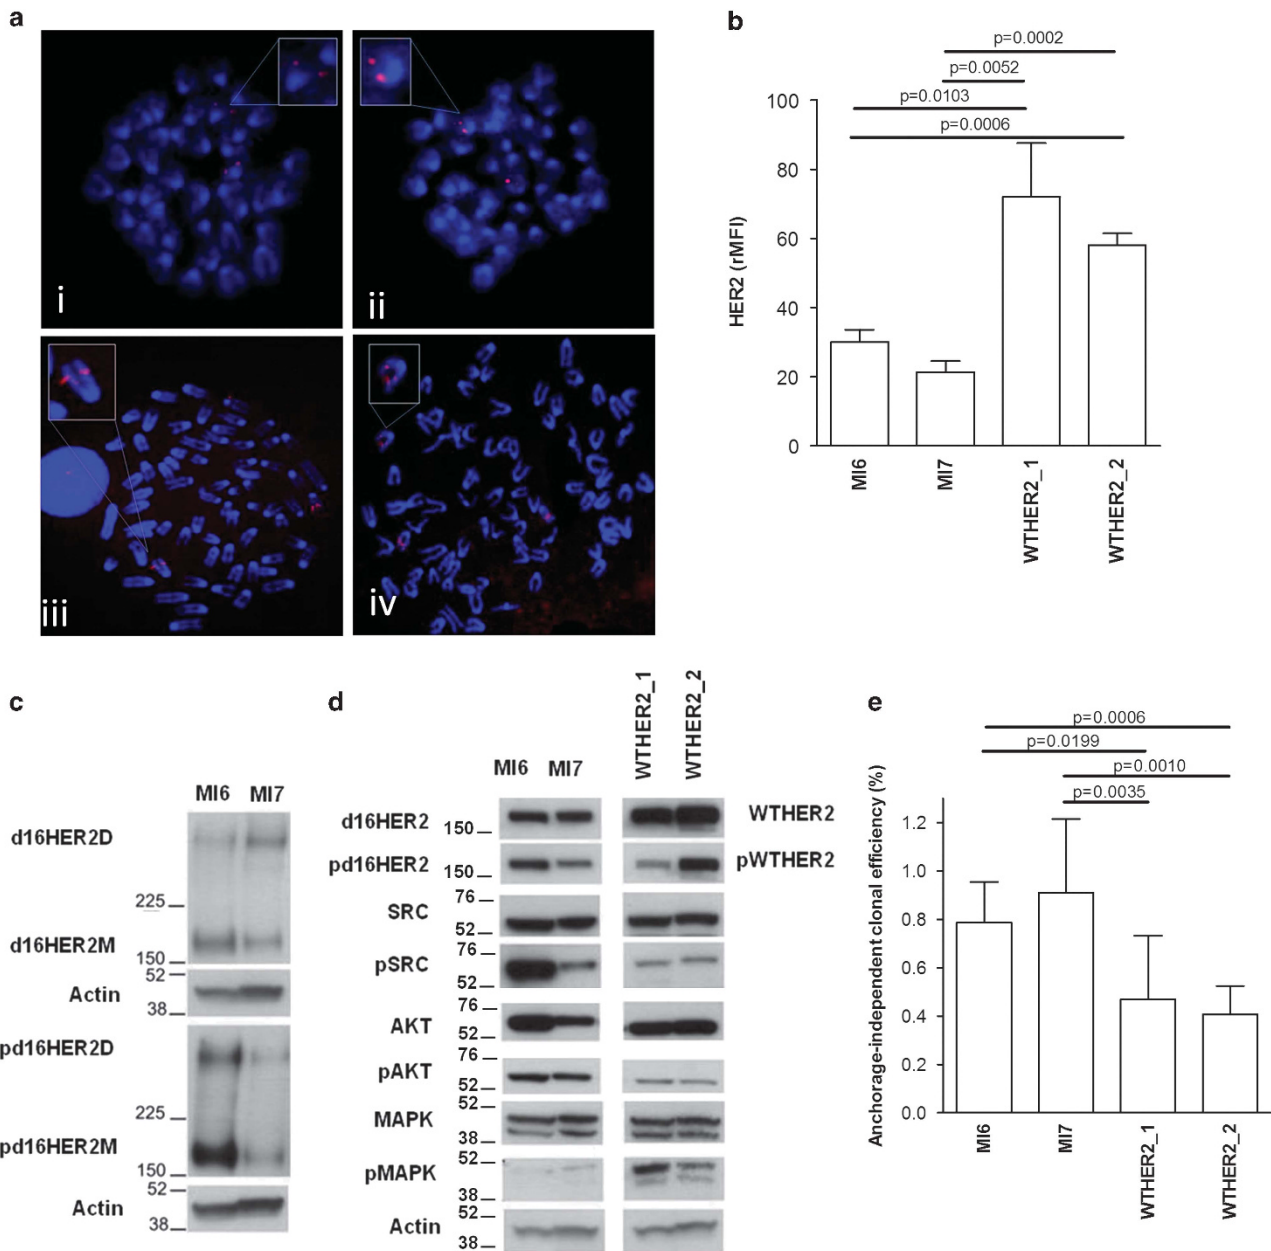 a
i
ii
iii
iv
b
p=0.0002
p=0.0052
p=0.0103
p=0.0006
HER2 (rMFI)
100
80
60
40
20
0
MI6
MI7
WTHER2_1
WTHER2_2
c
MI6 MI7
d16HER2D
225
d16HER2M
150
52
Actin
38
pd16HER2D
225
pd16HER2M
150
52
Actin
38
d
MI6 MI7 WTHER2_1 WTHER2_2
d16HER2 150 WTHER2
pd16HER2 150 pWTHER2
76
SRC
52
76
pSRC
52
76
AKT
52
76
pAKT
52
52
MAPK
38
52
pMAPK
38
52
Actin
38
e
p=0.0006
p=0.0199
p=0.0010
p=0.0035
Anchorage-independent clonal efficiency (%)
1.2
1.0
0.8
0.6
0.4
0.2
0.0
MI6
MI7
WTHER2_1
WTHER2_2